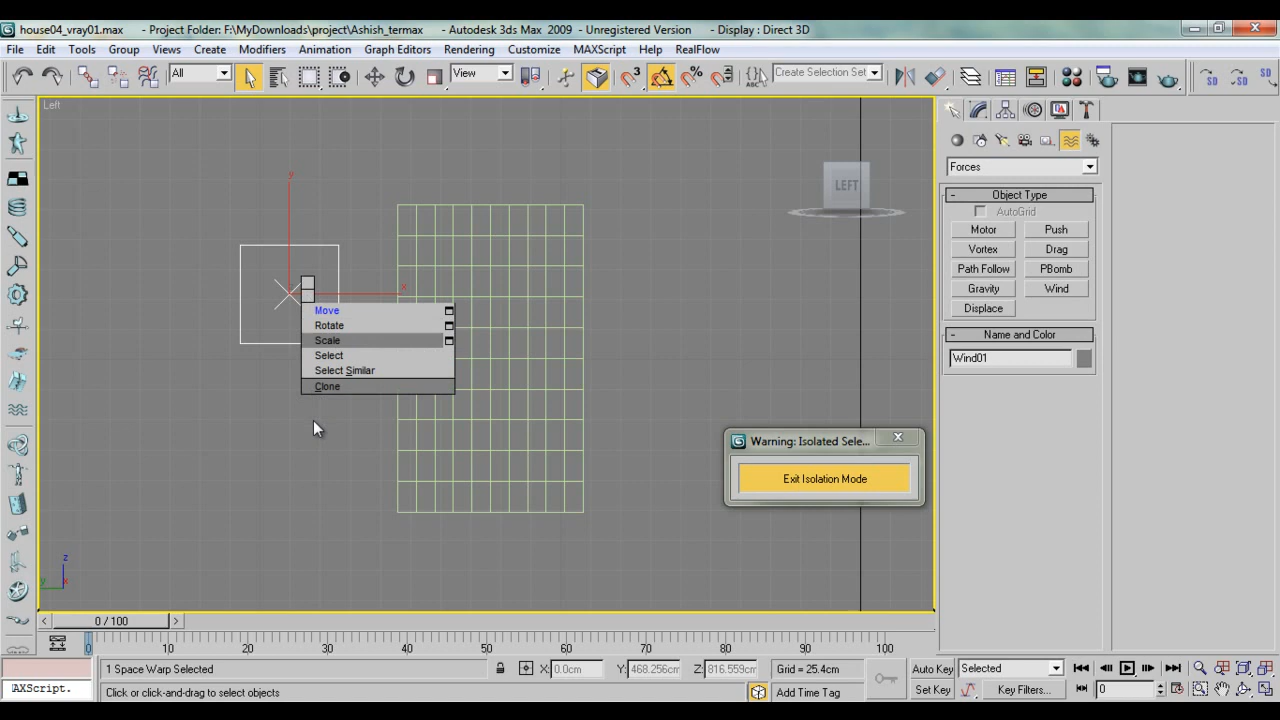 house04_vray01.max - Project Folder: F:\MyDownloads\project\Ashish_termax - Autodesk 3ds Max 2009 - Unregistered Version - Display : Direct 3D
File Edit Tools Group Views Create Modifiers Animation Graph Editors Rendering Customize MAXScript Help RealFlow
All View Create Selection Set
Left
LEFT
y
x
Move
Rotate
Scale
Select
Select Similar
Clone
Forces
Object Type
AutoGrid
Motor Push
Vortex Drag
Path Follow PBomb
Gravity Wind
Displace
Name and Color
Wind01
Warning: Isolated Sele...
Exit Isolation Mode
z
y x
0 / 100
0 10 20 30 40 50 60 70 80 90 100
1 Space Warp Selected X: 0.0cm Y: 468.256cm Z: 816.559cm Grid = 25.4cm Auto Key Selected
AXScript. Click or click-and-drag to select objects Add Time Tag Set Key Key Filters... 0